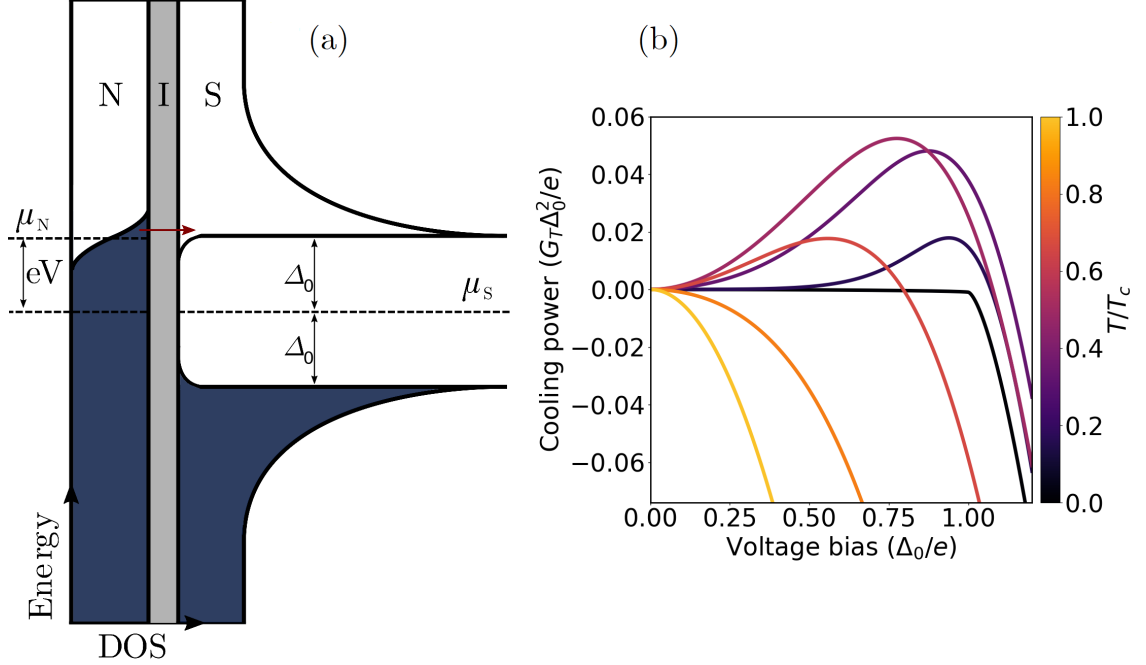 (a)
N I S
μN
eV
Δ0
μS
Δ0
Energy
DOS
(b)
Cooling power (G_TΔ_0^2/e)
0.06
0.04
0.02
0.00
−0.02
−0.04
−0.06
0.00 0.25 0.50 0.75 1.00
Voltage bias (Δ0/e)
1.0
0.8
0.6
0.4
0.2
0.0
T/Tc